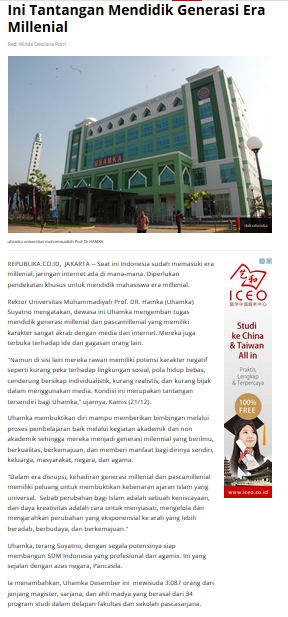 Ini Tantangan Mendidik Generasi Era
Millenial
Red: Winda Destiana Putri
UHAMKA
dok.uhamka
uhamka universitas muhammadiyah Prof Dr HAMKA
REPUBLIKA.CO.ID, JAKARTA -- Saat ini Indonesia sudah memasuki era
millenial, jaringan internet ada di mana-mana. Diperlukan
pendekatan khusus untuk mendidik mahasiswa era millenial.
Rektor Universitas Muhammadiyah Prof. DR. Hamka (Uhamka)
Suyatno mengatakan, dewasa ini Uhamka mengemban tugas
mendidik generasi millenial dan pascamillenial yang memiliki
karakter sangat akrab dengan media dan internet. Mereka juga
terbuka terhadap ide dan gagasan orang lain.
"Namun di sisi lain mereka rawan memiliki potensi karakter negatif
seperti kurang peka terhadap lingkungan sosial, pola hidup bebas,
cenderung bersikap individualistik, kurang realistis, dan kurang bijak
dalam menggunakan media. Kondisi ini merupakan tantangan
tersendiri bagi Uhamka," ujarnya, Kamis (21/12).
Uhamka membuktikan diri mampu memberikan bimbingan melalui
proses pembelajaran baik melalui kegiatan akademik dan non
akademik sehingga mereka menjadi generasi milennial yang berilmu,
berkualitas, berkemajuan, dan memberi manfaat bagi dirinya sendiri,
keluarga, masyarakat, negara, dan agama.
"Dalam era disrupsi, kehadiran generasi millenial dan pascamillenial
memiliki peluang untuk membuktikan kebenaran ajaran Islam yang
universal. Sebab perubahan bagi Islam adalah sebuah keniscayaan,
dan daya kreativitas adalah cara untuk menyiasati, mengelola dan
mengarahkan perubahan yang eksponensial ke arah yang lebih
beradab, berbudaya, dan berkemajuan."
Uhamka, terang Suyatno, dengan segala potensinya siap
membangun SDM Indonesia yang profesional dan agamis. Ini yang
sejalan dengan azas negara, Pancasila.
Ia menambahkan, Uhamka Desember ini mewisuda 3.087 orang dari
jenjang magister, sarjana, dan ahli madya yang berasal dari 34
program studi dalam delapan fakultas dan sekolah pascasarjana.
ICEO
Studi
ke China
& Taiwan
All in
Praktis,
Lengkap
& Terpercaya
100%
FREE
www.iceo.co.id